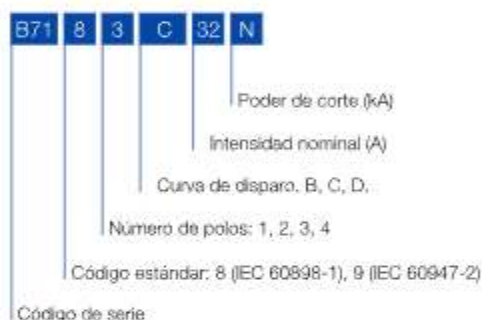 B71 8 3 C 32 N
Poder de corte (kA)
Intensidad nominal (A)
Curva de disparo. B, C, D,
Número de polos: 1, 2, 3, 4
Código estándar: 8 (IEC 60898-1), 9 (IEC 60947-2)
Código de serie